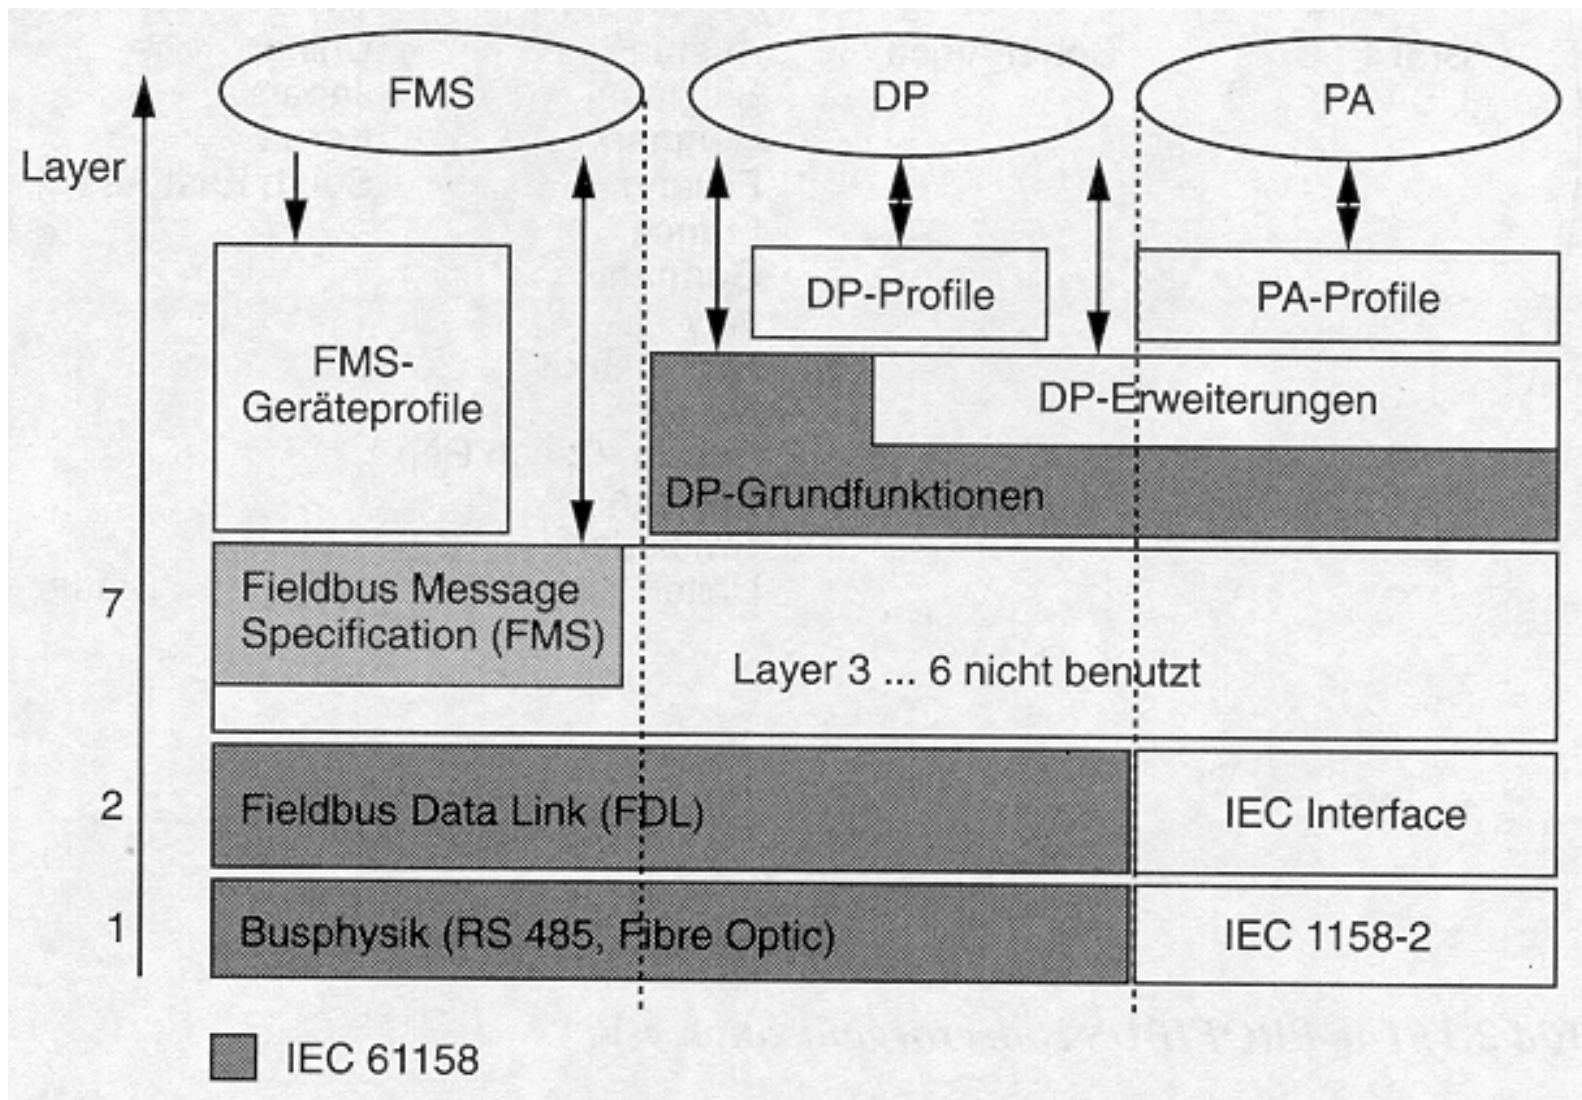 FMS
DP
PA
Layer
DP-Profile
PA-Profile
FMS-
Geräteprofile
DP-Erweiterungen
DP-Grundfunktionen
7
Fieldbus Message
Specification (FMS)
Layer 3 ... 6 nicht benutzt
2
Fieldbus Data Link (FDL)
IEC Interface
1
Busphysik (RS 485, Fibre Optic)
IEC 1158-2
IEC 61158